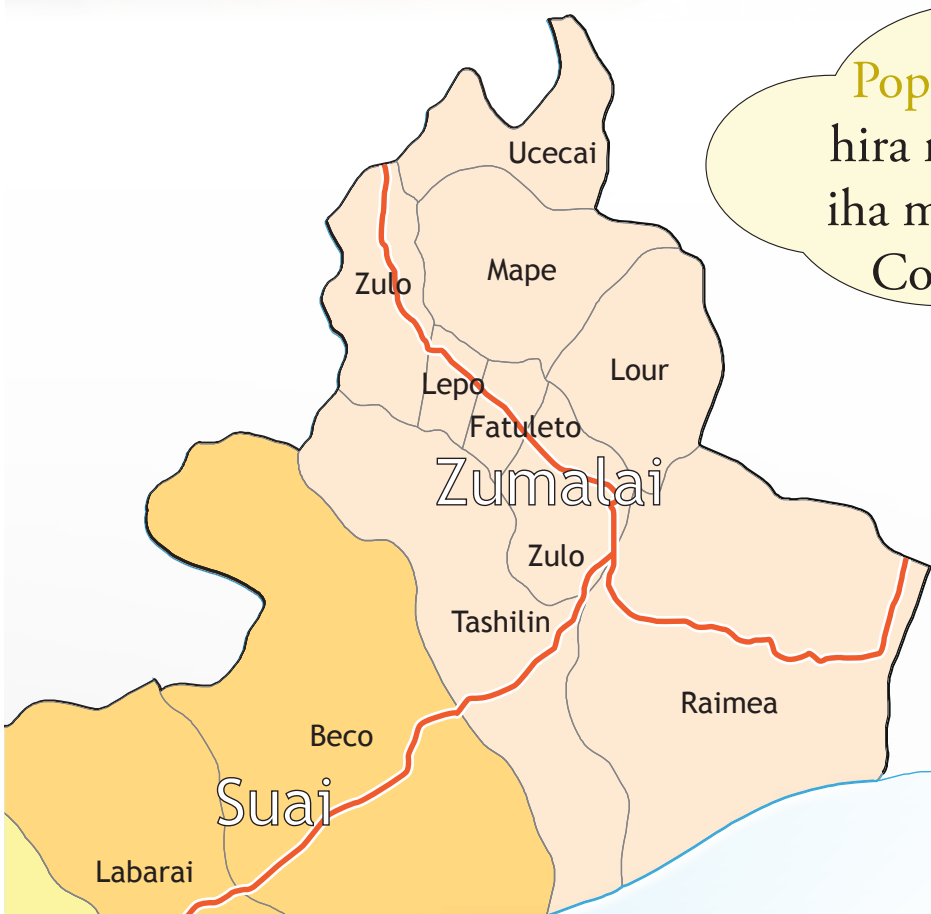 Ucecai
Pop
hira
iha
Co
Mape
Zulo
Lour
Lepo
Fatuleto
Zumalai
Zulo
Tashilin
Raimea
Beco
Suai
Labarai